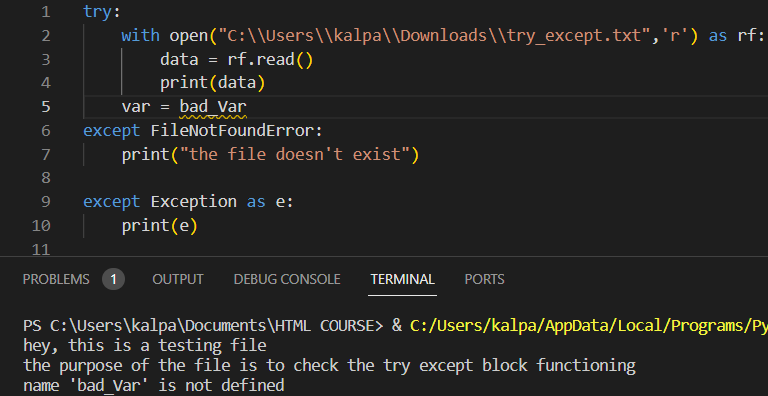 1 try:
2     with open("C:\\Users\\kalpa\\Downloads\\try_except.txt",'r') as rf:
3         data = rf.read()
4         print(data)
5     var = bad_Var
6 except FileNotFoundError:
7     print("the file doesn't exist")
8
9 except Exception as e:
10     print(e)
11
PROBLEMS 1 OUTPUT DEBUG CONSOLE TERMINAL PORTS
PS C:\Users\kalpa\Documents\HTML COURSE> & C:/Users/kalpa/AppData/Local/Programs/Py
hey, this is a testing file
the purpose of the file is to check the try except block functioning
name 'bad_Var' is not defined